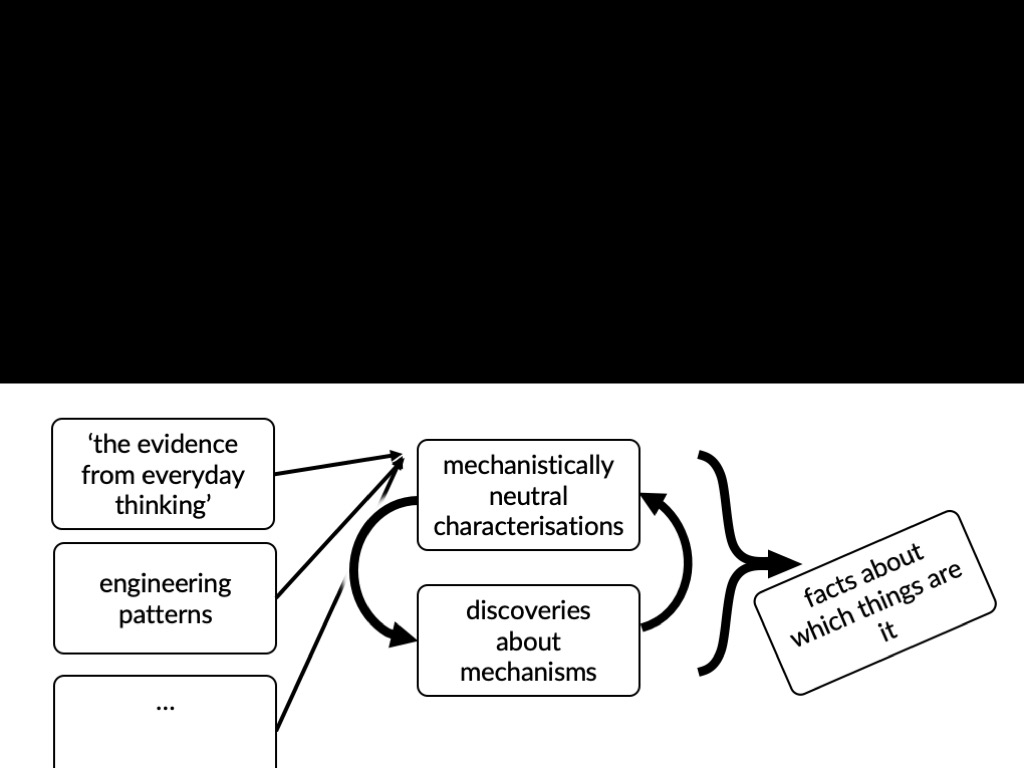 ‘the evidence
from everyday
thinking’
engineering
patterns
...
mechanistically
neutral
characterisations
discoveries
about
mechanisms
facts about
which things are
it